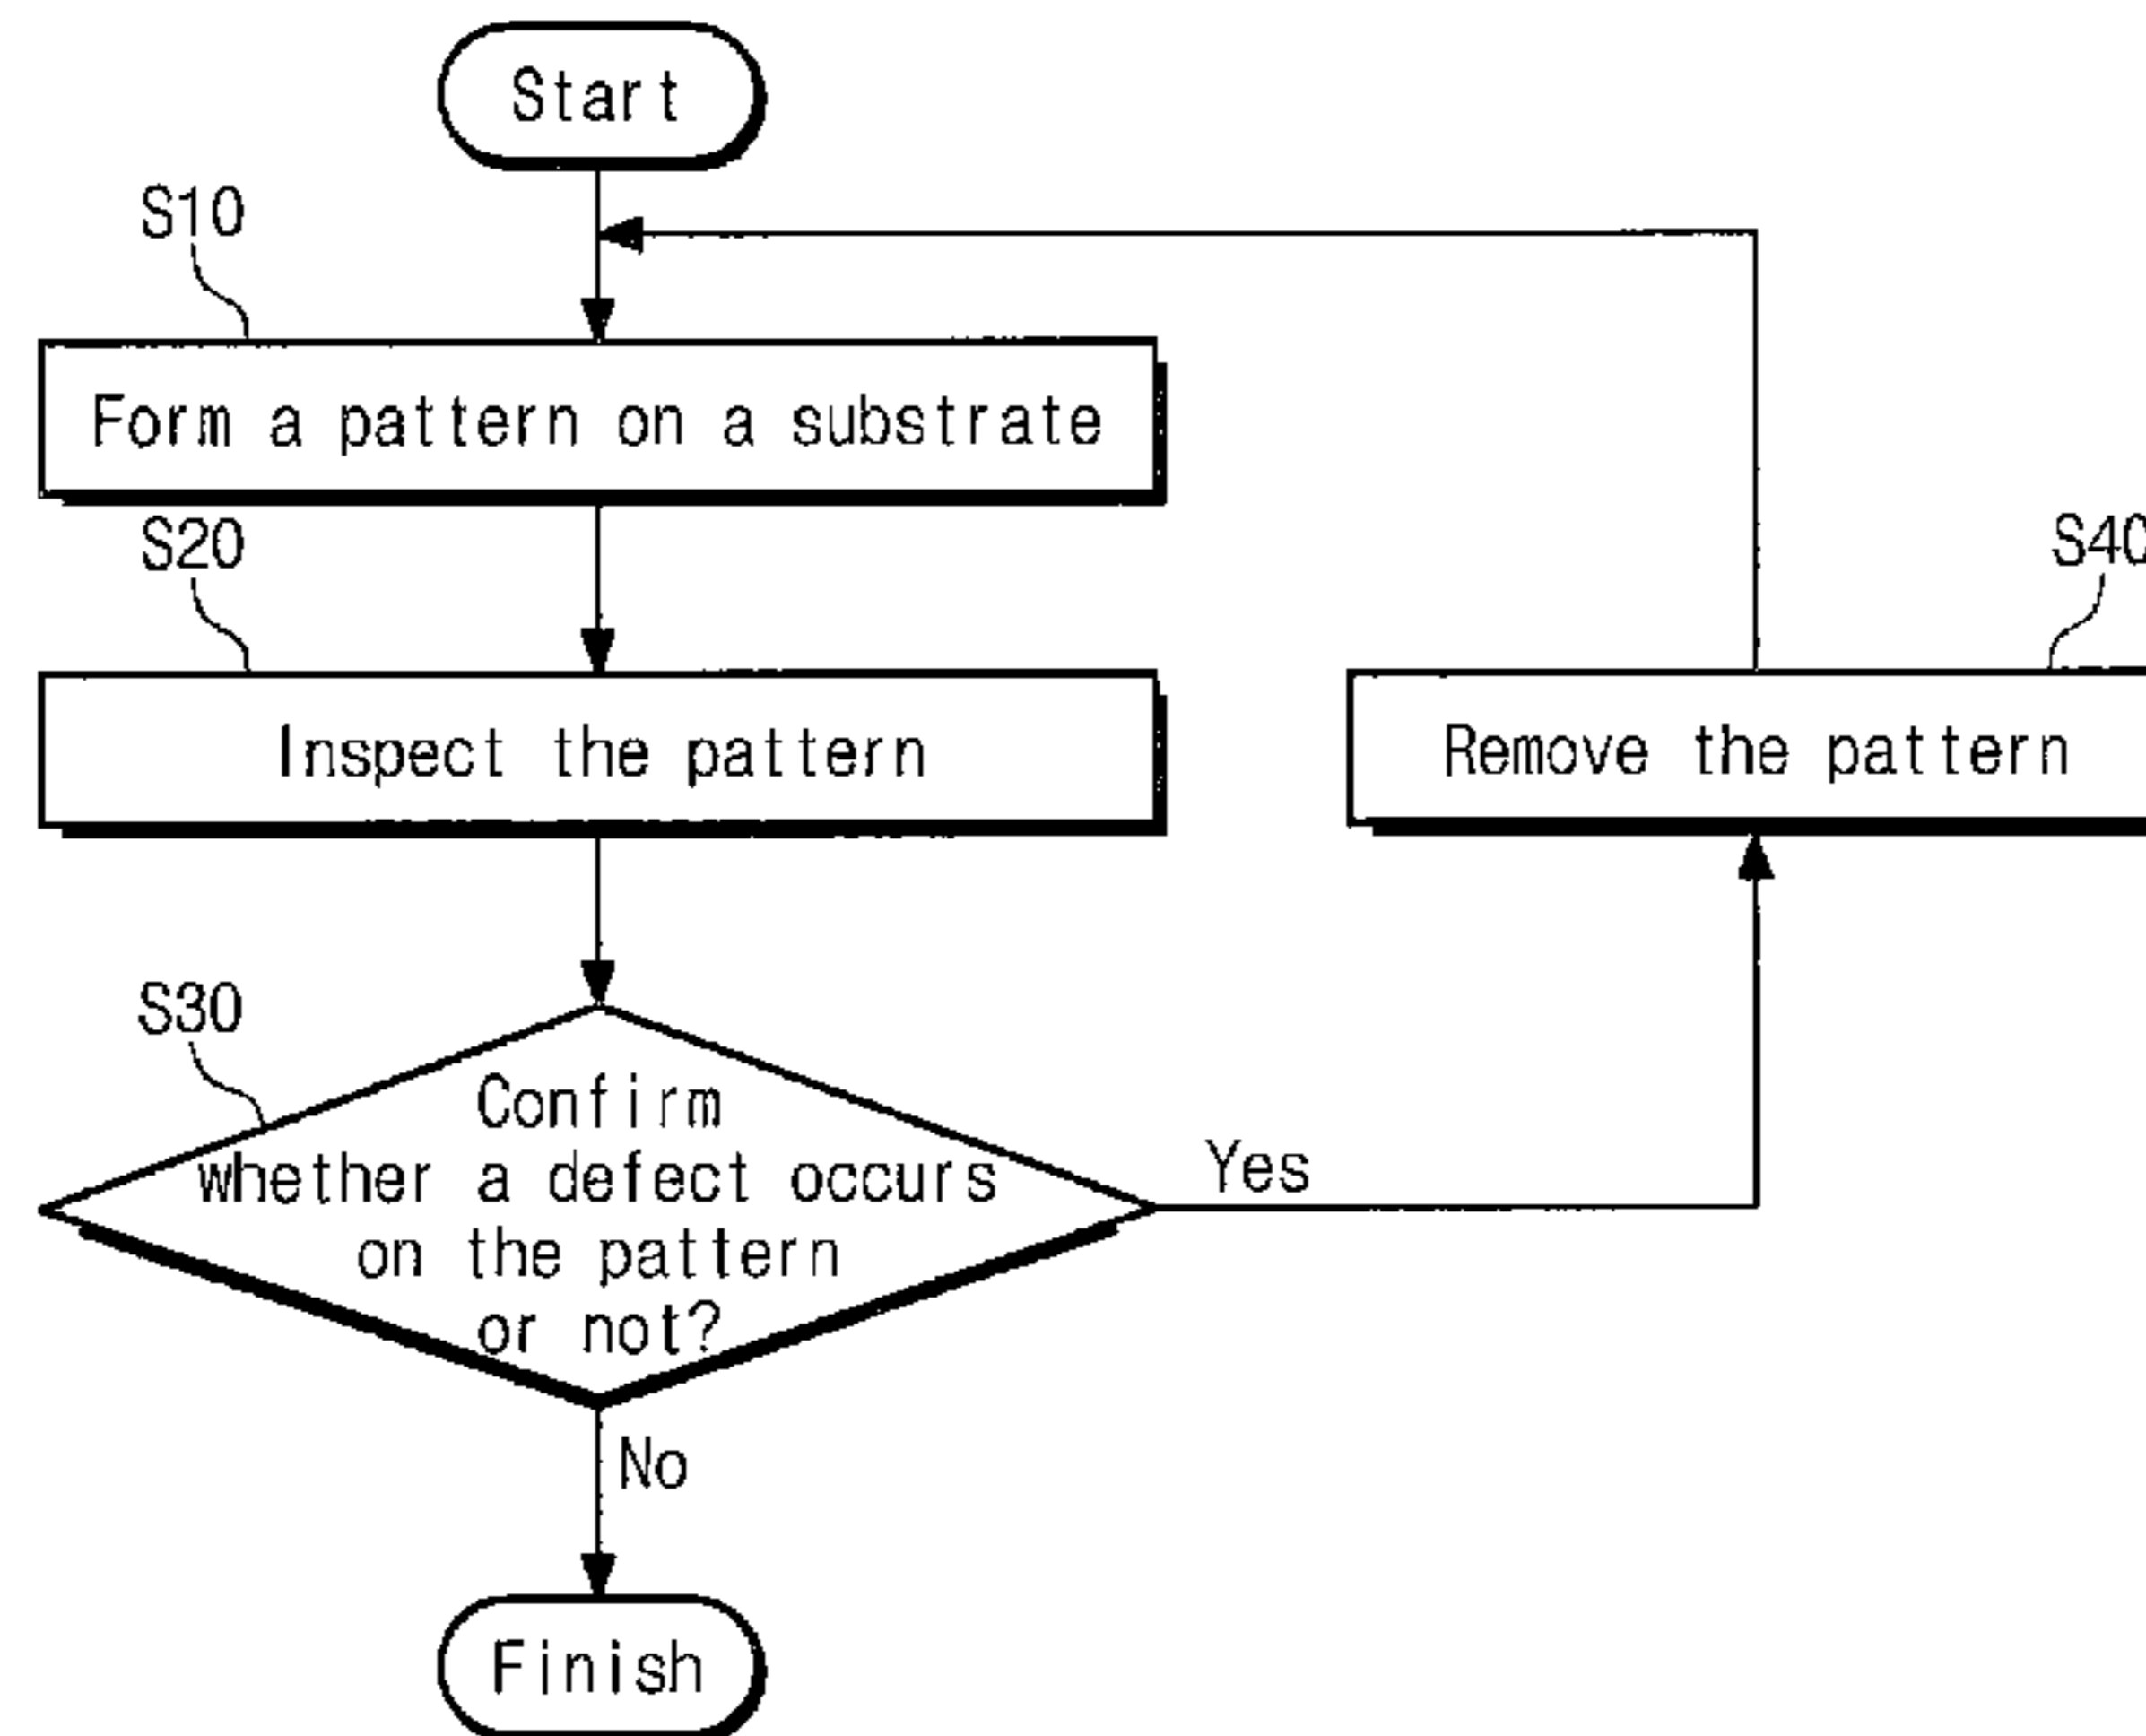 Start
S10
Form a pattern on a substrate
S20
Inspect the pattern
S40
Remove the pattern
S30
Confirm
whether a defect occurs
on the pattern
or not?
Yes
No
Finish